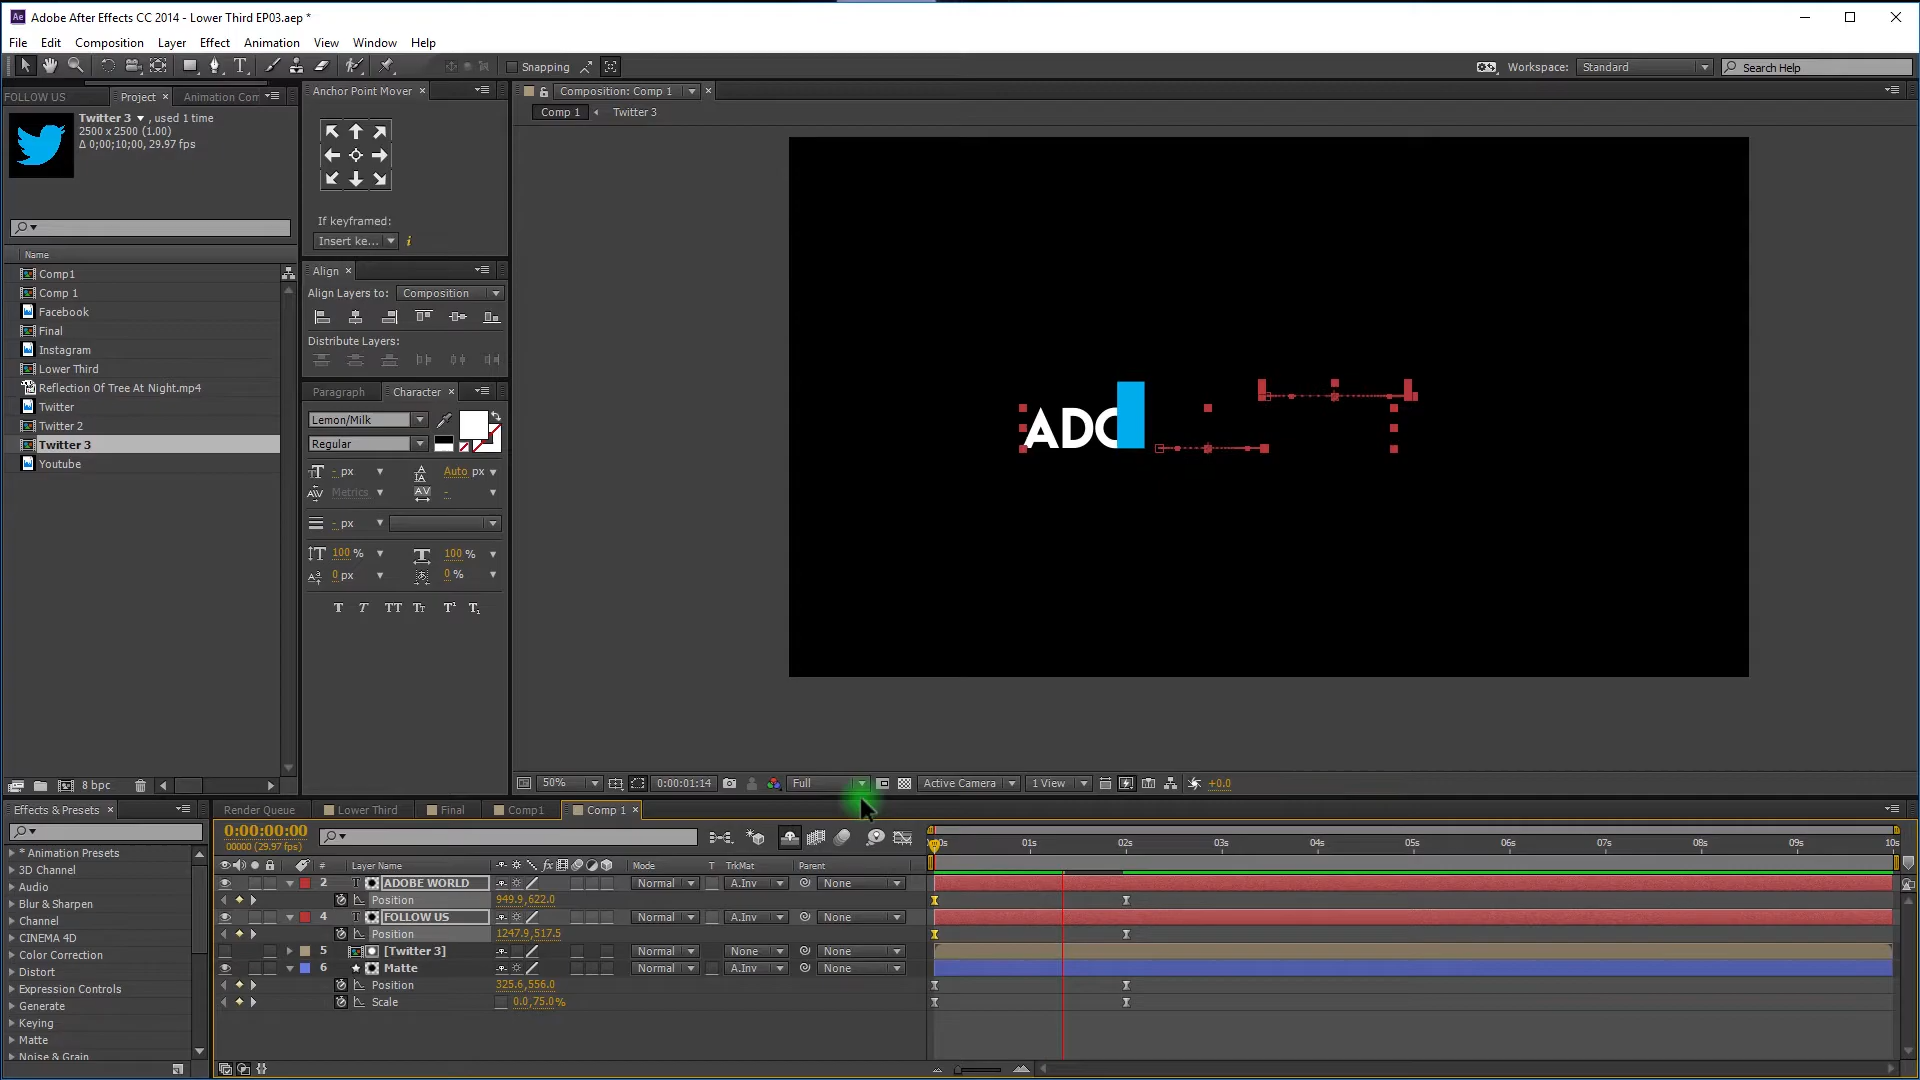 Adobe After Effects CC 2014 - Lower Third EP03.aep *
File Edit Composition Layer Effect Animation View Window Help
Snapping
Workspace: Standard
Search Help
FOLLOW US Project × Animation Con
Twitter 3 , used 1 time
2500 x 2500 (1.00)
Δ 0;00;10;00, 29.97 fps
Name
Comp1
Comp 1
Facebook
Final
Instagram
Lower Third
Reflection Of Tree At Night.mp4
Twitter
Twitter 2
Twitter 3
Youtube
8 bpc
Anchor Point Mover ×
If keyframed:
Insert ke...
Align ×
Align Layers to: Composition
Distribute Layers:
Paragraph Character ×
Lemon/Milk
Regular
- px Auto px
Metrics -
- px
100 % 100 %
0 px 0 %
T T TT Tt T¹ T₁
Composition: Comp 1 ×
Comp 1 Twitter 3
ADO
50% 0:00:01:14 Full Active Camera 1 View +0.0
Effects & Presets ×
* Animation Presets
3D Channel
Audio
Blur & Sharpen
Channel
CINEMA 4D
Color Correction
Distort
Expression Controls
Generate
Keying
Matte
Noise & Grain
Render Queue Lower Third Final Comp1 Comp 1 ×
0:00:00:00
00000 (29.97 fps)
01s 02s 03s 04s 05s 06s 07s 08s 09s 10s
# Layer Name fx Mode T TrkMat Parent
2 T ADOBE WORLD Normal A.Inv None
Position 949.9, 622.0
4 T FOLLOW US Normal A.Inv None
Position 1247.9, 517.5
5 [Twitter 3] Normal None None
6 Matte Normal A.Inv None
Position 325.6, 556.0
Scale 0.0, 75.0%